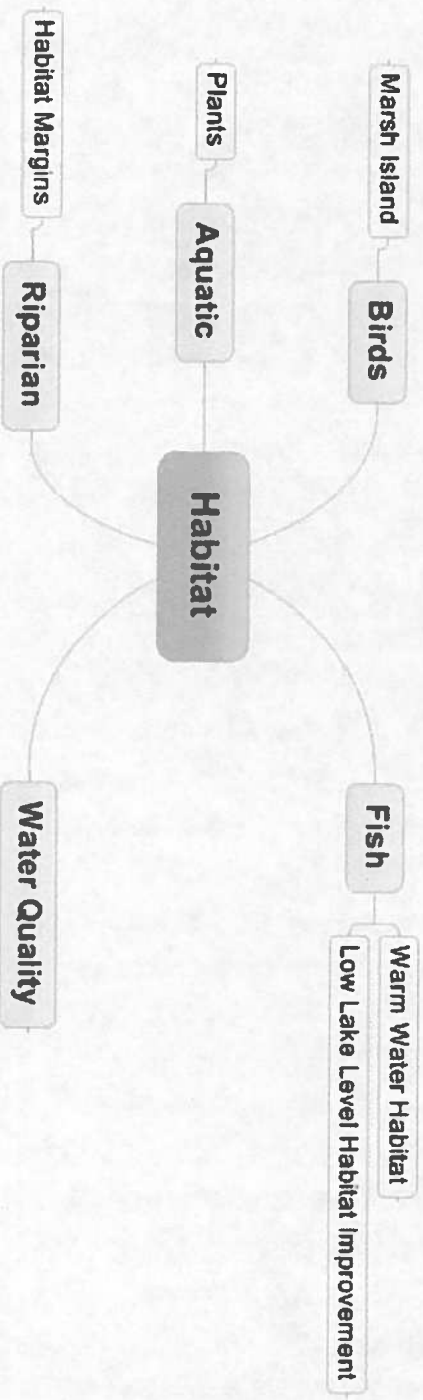 Habitat
Birds
Marsh Island
Aquatic
Plants
Riparian
Habitat Margins
Fish
Warm Water Habitat
Low Lake Level Habitat Improvement
Water Quality